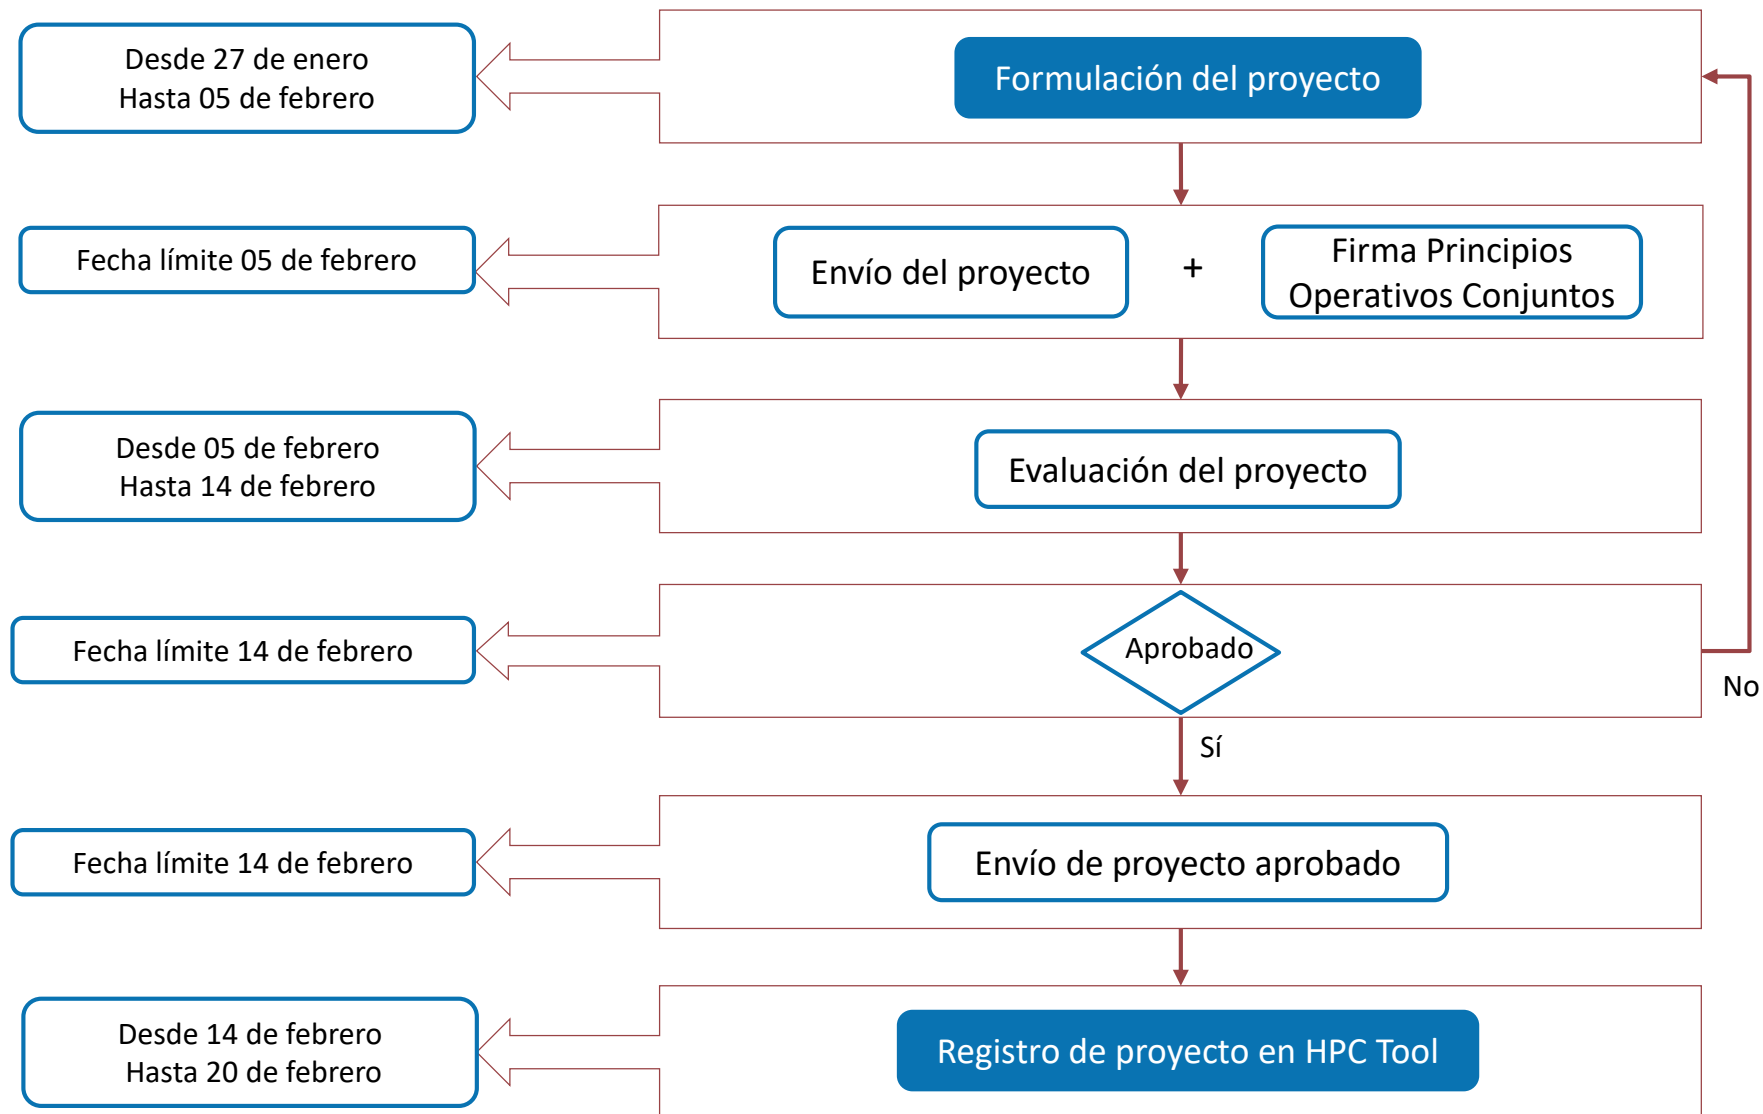 Desde 27 de enero
Hasta 05 de febrero
Formulación del proyecto
Fecha límite 05 de febrero
Envío del proyecto
+
Firma Principios
Operativos Conjuntos
Desde 05 de febrero
Hasta 14 de febrero
Evaluación del proyecto
Fecha límite 14 de febrero
Aprobado
No
Sí
Fecha límite 14 de febrero
Envío de proyecto aprobado
Desde 14 de febrero
Hasta 20 de febrero
Registro de proyecto en HPC Tool